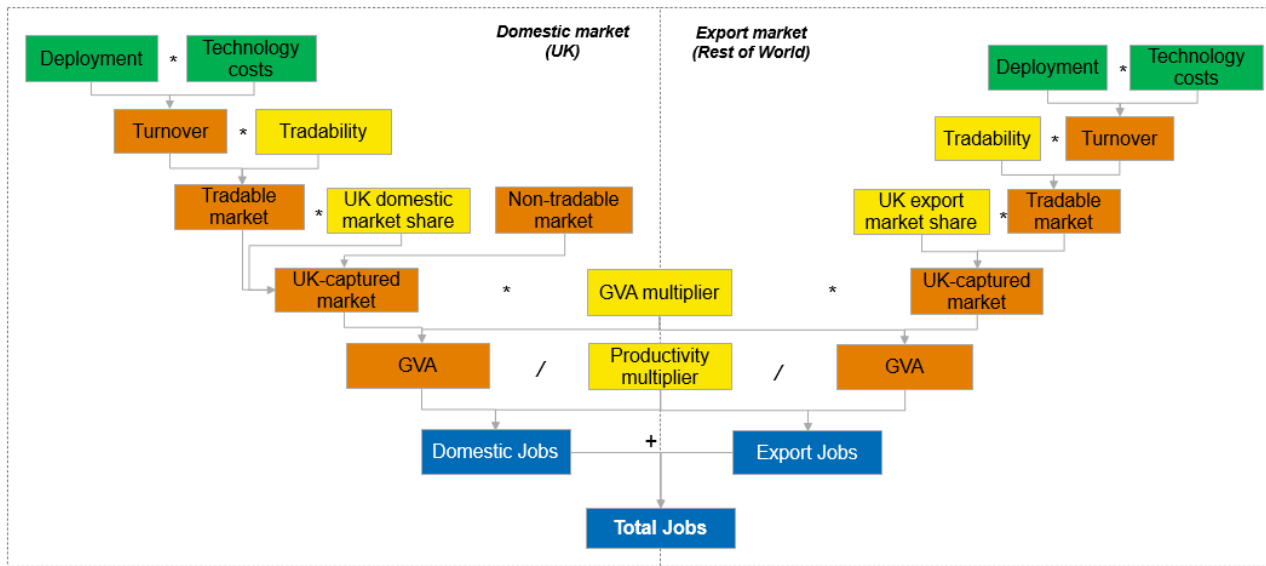 Domestic market
(UK)
Export market
(Rest of World)
Deployment
*
Technology
costs
Deployment
*
Technology
costs
Turnover
*
Tradability
Tradability
*
Turnover
Tradable
market
*
UK domestic
market share
Non-tradable
market
UK export
market share
*
Tradable
market
UK-captured
market
*
GVA multiplier
*
UK-captured
market
GVA
/
Productivity
multiplier
/
GVA
Domestic Jobs
+
Export Jobs
Total Jobs